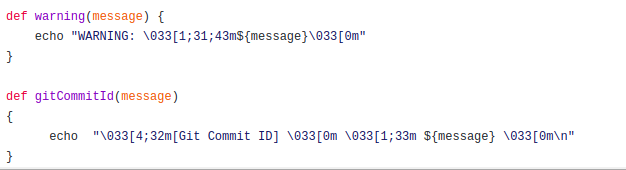 def warning(message) {
    echo "WARNING: \033[1;31;43m${message}\033[0m"
}

def gitCommitId(message)
{
      echo  "\033[4;32m[Git Commit ID] \033[0m \033[1;33m ${message} \033[0m\n"
}